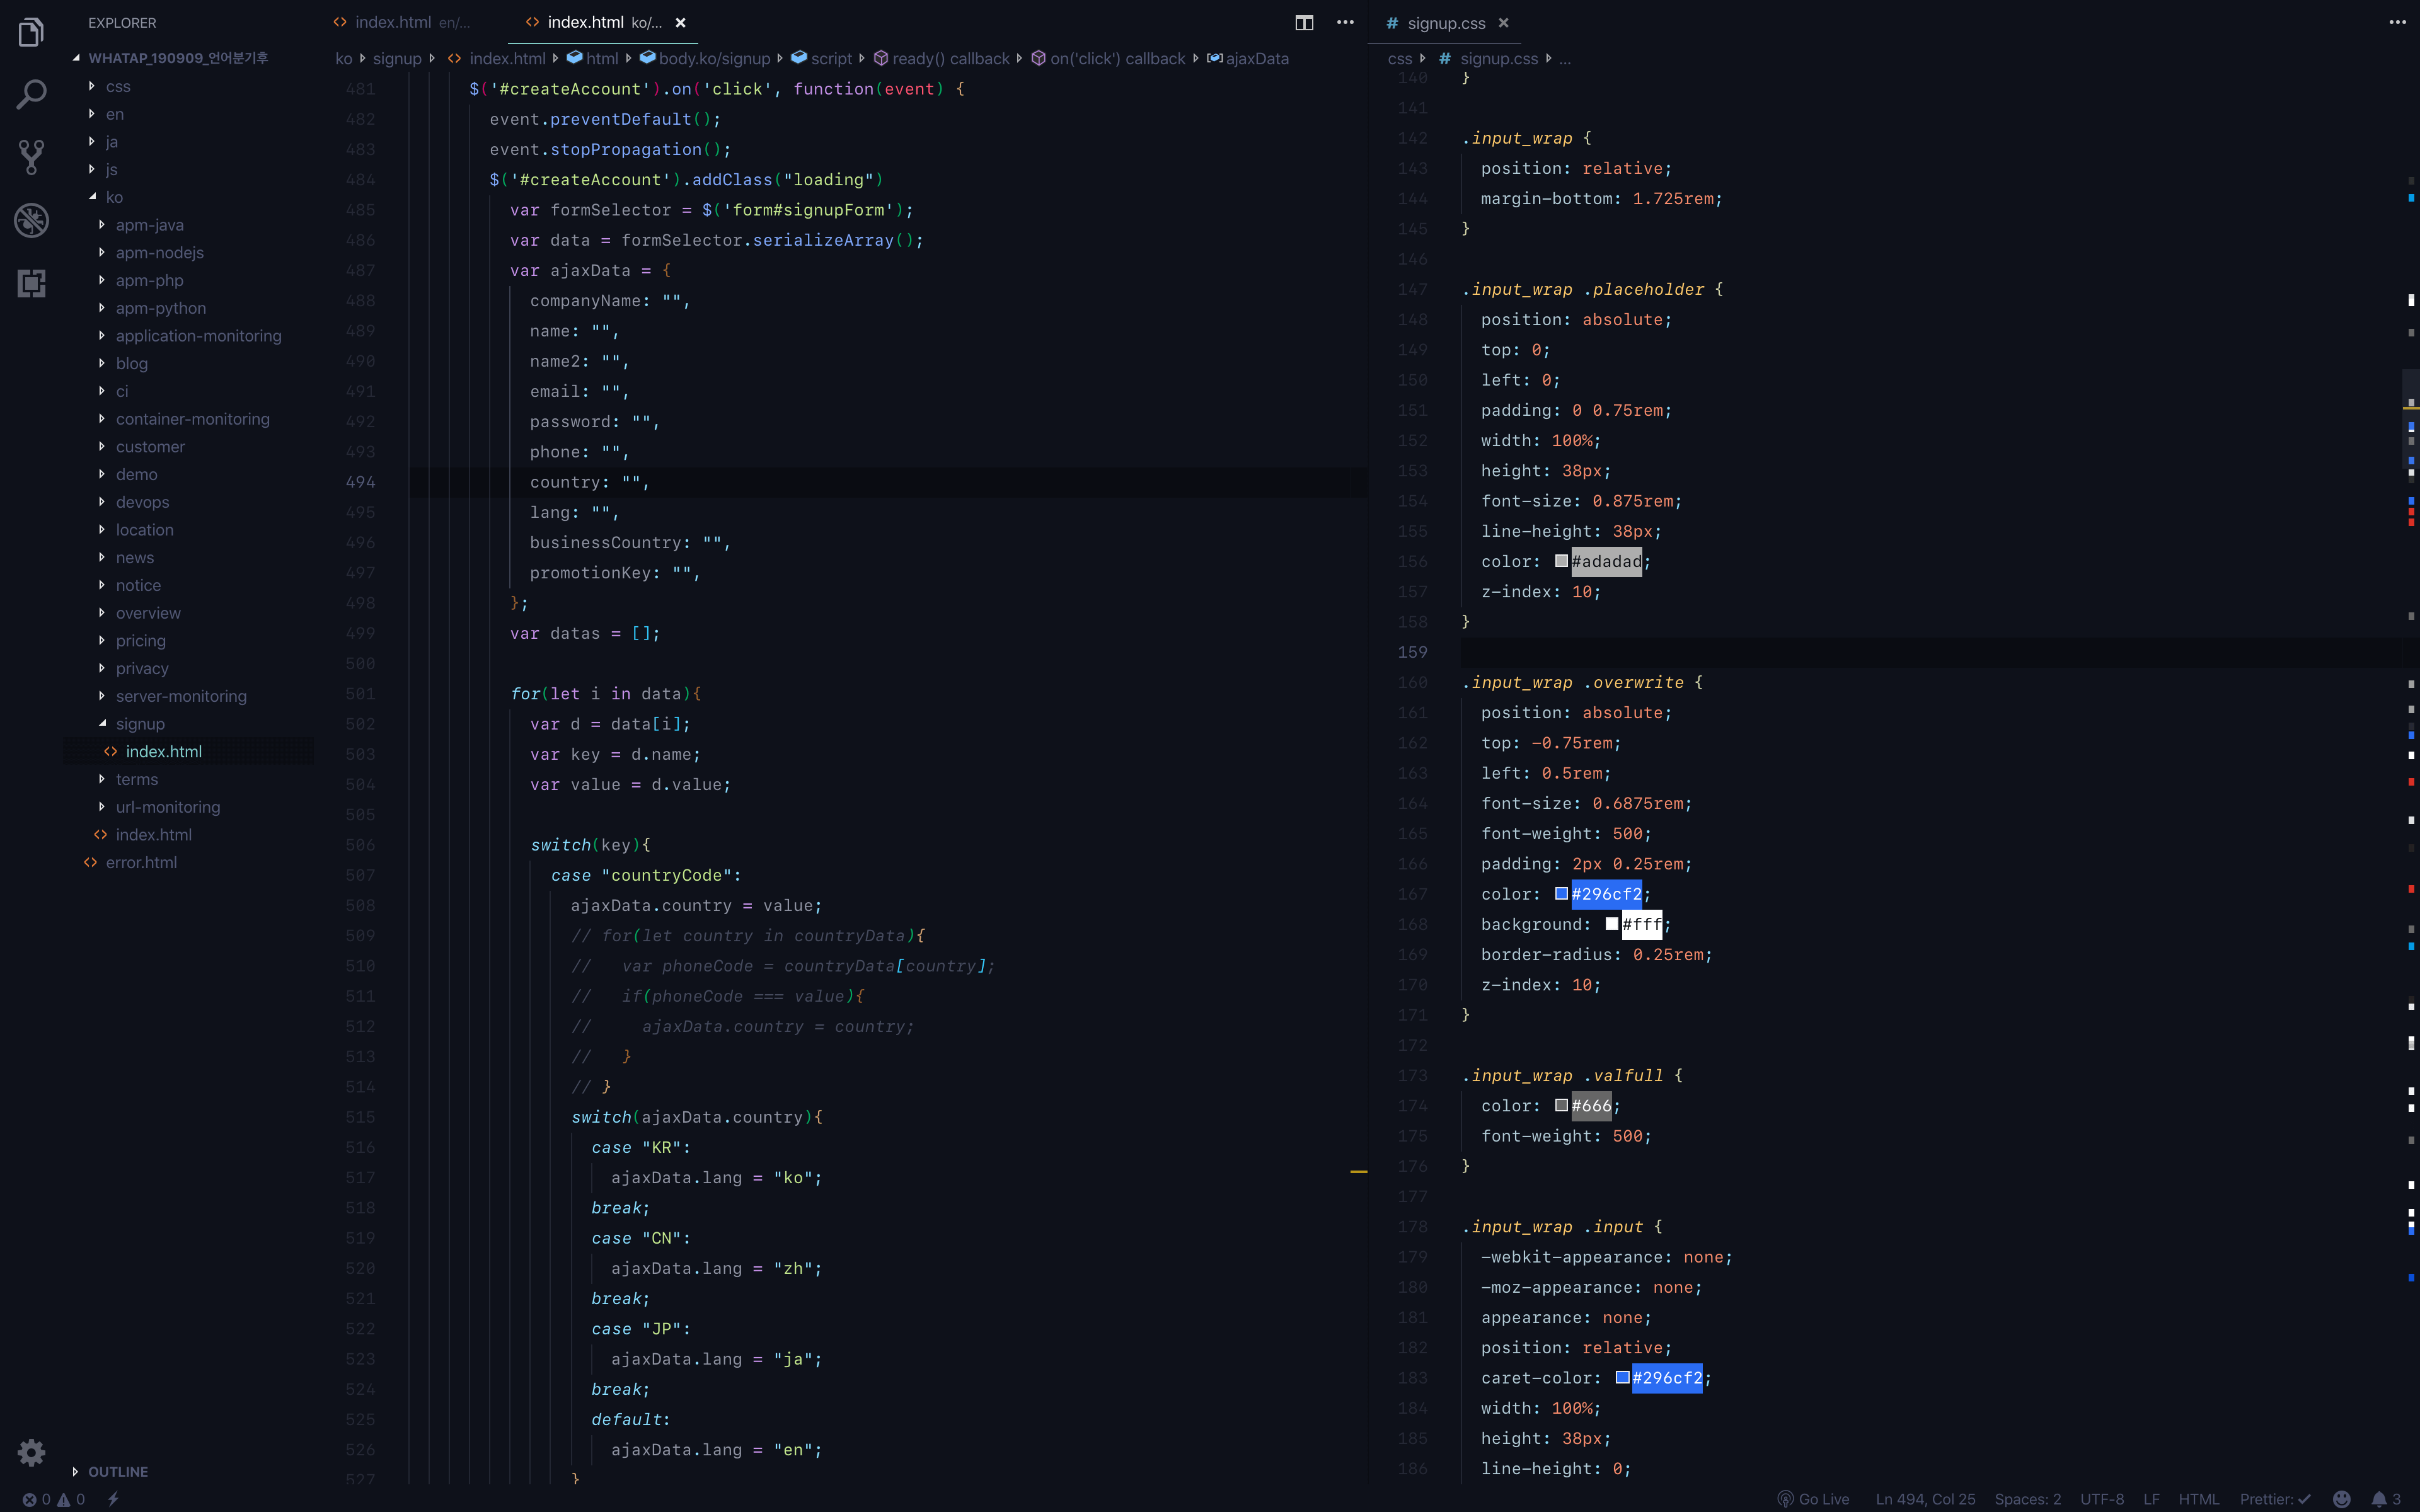 EXPLORER
WHATAP_190909_언어분기후
css
en
ja
js
ko
apm-java
apm-nodejs
apm-php
apm-python
application-monitoring
blog
ci
container-monitoring
customer
demo
devops
location
news
notice
overview
pricing
privacy
server-monitoring
signup
index.html
terms
url-monitoring
index.html
error.html
OUTLINE
index.html en/...
index.html ko/...
ko signup index.html html body.ko/signup script ready() callback on('click') callback ajaxData
481 $('#createAccount').on('click', function(event) {
482 event.preventDefault();
483 event.stopPropagation();
484 $('#createAccount').addClass("loading")
485 var formSelector = $('form#signupForm');
486 var data = formSelector.serializeArray();
487 var ajaxData = {
488 companyName: "",
489 name: "",
490 name2: "",
491 email: "",
492 password: "",
493 phone: "",
494 country: "",
495 lang: "",
496 businessCountry: "",
497 promotionKey: "",
498 };
499 var datas = [];
500
501 for(let i in data){
502 var d = data[i];
503 var key = d.name;
504 var value = d.value;
505
506 switch(key){
507 case "countryCode":
508 ajaxData.country = value;
509 // for(let country in countryData){
510 // var phoneCode = countryData[country];
511 // if(phoneCode === value){
512 // ajaxData.country = country;
513 // }
514 // }
515 switch(ajaxData.country){
516 case "KR":
517 ajaxData.lang = "ko";
518 break;
519 case "CN":
520 ajaxData.lang = "zh";
521 break;
522 case "JP":
523 ajaxData.lang = "ja";
524 break;
525 default:
526 ajaxData.lang = "en";
527 }
# signup.css
css # signup.css ...
140 }
141
142 .input_wrap {
143 position: relative;
144 margin-bottom: 1.725rem;
145 }
146
147 .input_wrap .placeholder {
148 position: absolute;
149 top: 0;
150 left: 0;
151 padding: 0 0.75rem;
152 width: 100%;
153 height: 38px;
154 font-size: 0.875rem;
155 line-height: 38px;
156 color: #adadad;
157 z-index: 10;
158 }
159
160 .input_wrap .overwrite {
161 position: absolute;
162 top: -0.75rem;
163 left: 0.5rem;
164 font-size: 0.6875rem;
165 font-weight: 500;
166 padding: 2px 0.25rem;
167 color: #296cf2;
168 background: #fff;
169 border-radius: 0.25rem;
170 z-index: 10;
171 }
172
173 .input_wrap .valfull {
174 color: #666;
175 font-weight: 500;
176 }
177
178 .input_wrap .input {
179 -webkit-appearance: none;
180 -moz-appearance: none;
181 appearance: none;
182 position: relative;
183 caret-color: #296cf2;
184 width: 100%;
185 height: 38px;
186 line-height: 0;
0 0
Go Live Ln 494, Col 25 Spaces: 2 UTF-8 LF HTML Prettier: ✓ 3